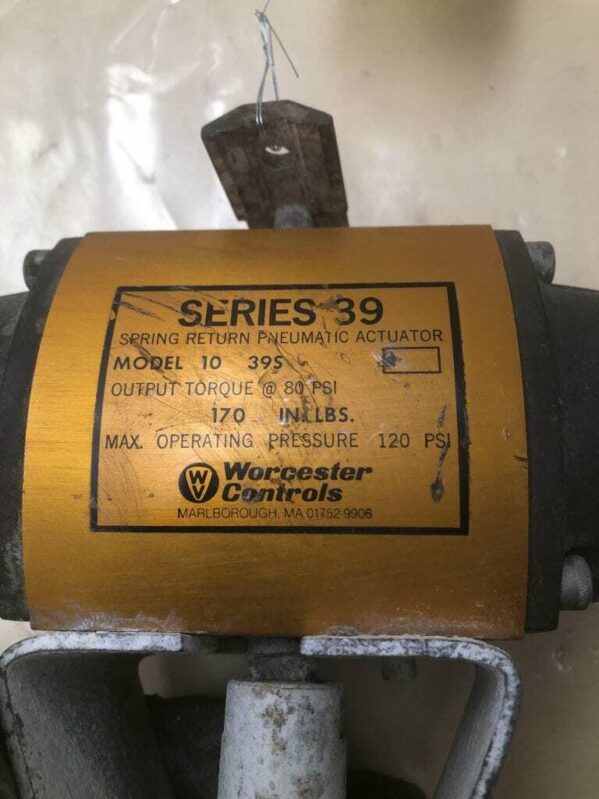 SERIES 39
SPRING RETURN PNEUMATIC ACTUATOR
MODEL 10 39S
OUTPUT TORQUE @ 80 PSI
170 IN. LBS.
MAX. OPERATING PRESSURE 120 PSI
W Worcester
Controls
MARLBOROUGH, MA 01752-9906